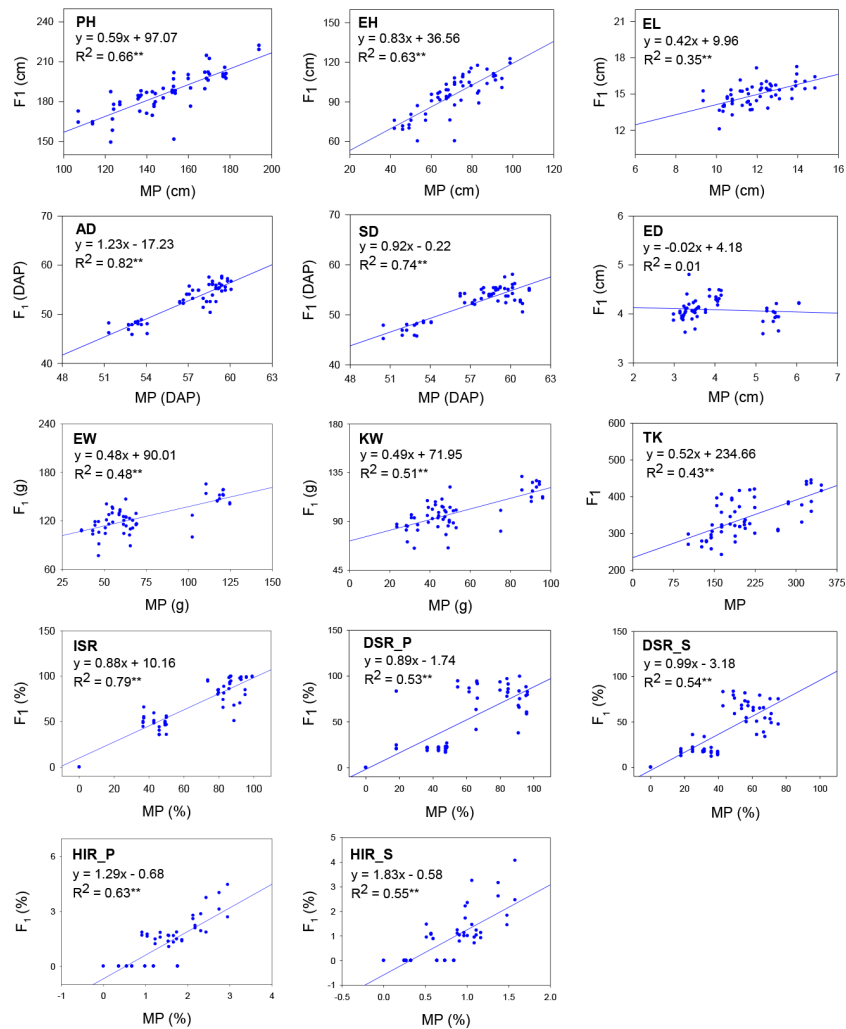 PH
y = 0.59x + 97.07
R2 = 0.66**
F1 (cm)
240
210
180
150
100 120 140 160 180 200
MP (cm)
EH
y = 0.83x + 36.56
R2 = 0.63**
F1 (cm)
150
120
90
60
20 40 60 80 100 120
MP (cm)
EL
y = 0.42x + 9.96
R2 = 0.35**
F1 (cm)
21
18
15
12
6 8 10 12 14 16
MP (cm)
AD
y = 1.23x - 17.23
R2 = 0.82**
F1 (DAP)
70
60
50
40
48 51 54 57 60 63
MP (DAP)
SD
y = 0.92x - 0.22
R2 = 0.74**
F1 (DAP)
70
60
50
40
48 51 54 57 60 63
MP (DAP)
ED
y = -0.02x + 4.18
R2 = 0.01
F1 (cm)
6
5
4
3
2 3 4 5 6 7
MP (cm)
EW
y = 0.48x + 90.01
R2 = 0.48**
F1 (g)
240
180
120
60
25 50 75 100 125 150
MP (g)
KW
y = 0.49x + 71.95
R2 = 0.51**
F1 (g)
180
135
90
45
0 20 40 60 80 100
MP (g)
TK
y = 0.52x + 234.66
R2 = 0.43**
F1
600
500
400
300
200
0 75 150 225 300 375
MP
ISR
y = 0.88x + 10.16
R2 = 0.79**
F1 (%)
150
100
50
0
0 20 40 60 80 100
MP (%)
DSR_P
y = 0.89x - 1.74
R2 = 0.53**
F1 (%)
150
100
50
0
0 20 40 60 80 100
MP (%)
DSR_S
y = 0.99x - 3.18
R2 = 0.54**
F1 (%)
150
100
50
0
0 20 40 60 80 100
MP (%)
HIR_P
y = 1.29x - 0.68
R2 = 0.63**
F1 (%)
6
3
0
-1 0 1 2 3 4
MP (%)
HIR_S
y = 1.83x - 0.58
R2 = 0.55**
F1 (%)
5
4
3
2
1
0
-0.5 0.0 0.5 1.0 1.5 2.0
MP (%)